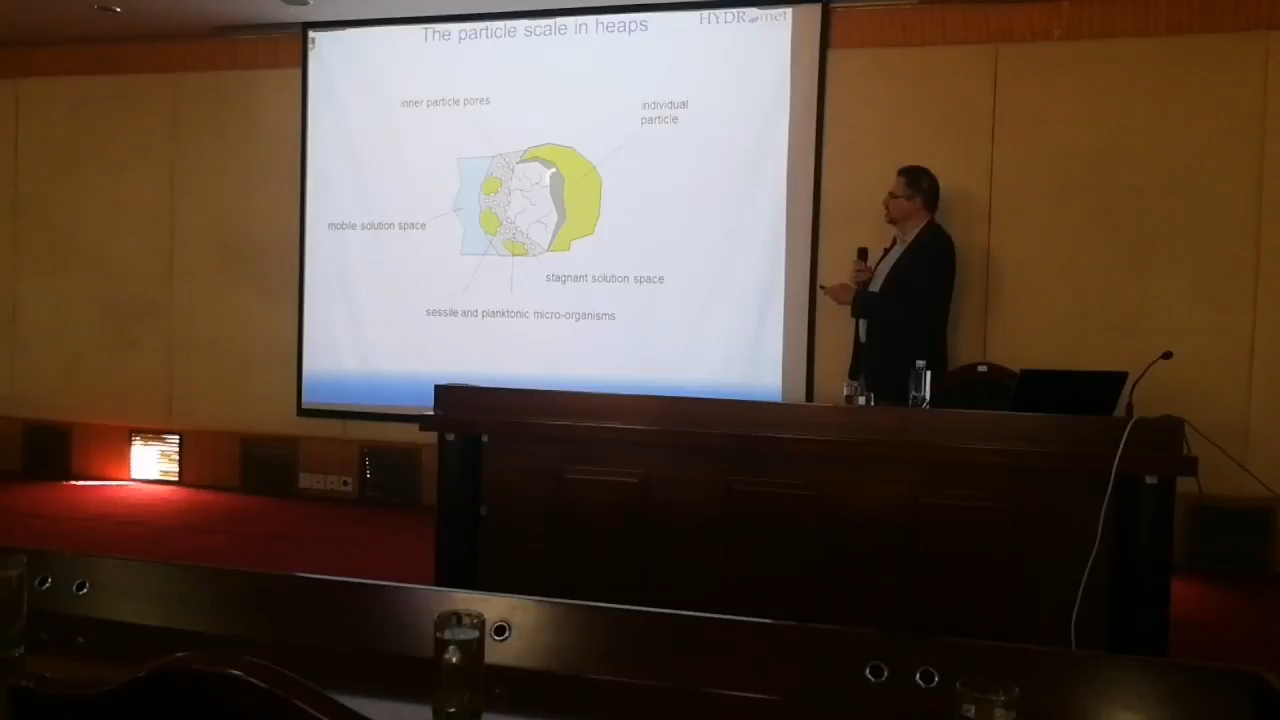 The particle scale in heaps
HYDROmet
inner particle pores
individual
particle
mobile solution space
stagnant solution space
sessile and planktonic micro-organisms